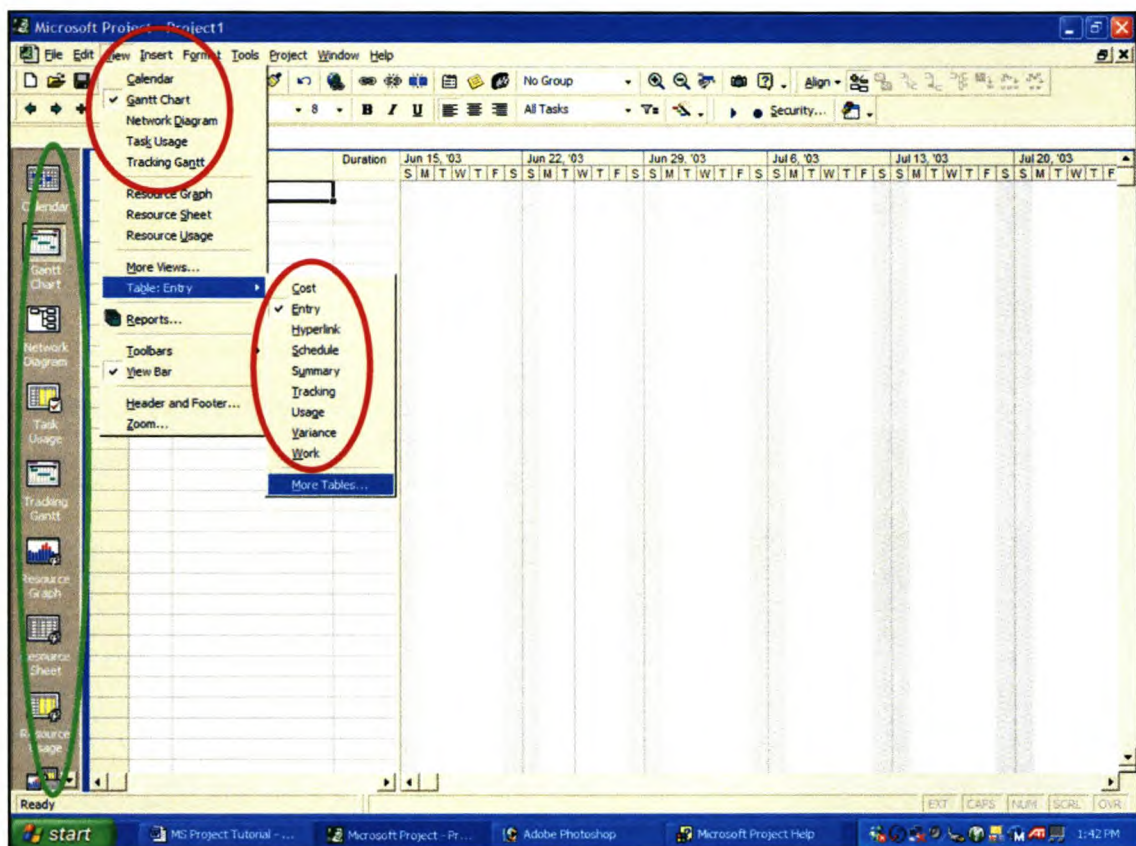 Microsoft Project - Project1
File Edit View Insert Format Tools Project Window Help
No Group Align
8 B I U All Tasks Security...
Calendar
Gantt Chart
Network Diagram
Task Usage
Tracking Gantt
Resource Graph
Resource Sheet
Resource Usage
More Views...
Table: Entry
Reports...
Toolbars
View Bar
Header and Footer...
Zoom...
Cost
Entry
Hyperlink
Schedule
Summary
Tracking
Usage
Variance
Work
More Tables...
Duration
Jun 15, '03 Jun 22, '03 Jun 29, '03 Jul 6, '03 Jul 13, '03 Jul 20, '03
S M T W T F S S M T W T F S S M T W T F S S M T W T F S S M T W T F S S M T W T F
Calendar
Gantt
Chart
Network
Diagram
Task
Usage
Tracking
Gantt
Resource
Graph
Resource
Sheet
Resource
Usage
Ready EXT CAPS NUM SCRL OVR
start MS Project Tutorial - ... Microsoft Project - Pr... Adobe Photoshop Microsoft Project Help 1:42 PM